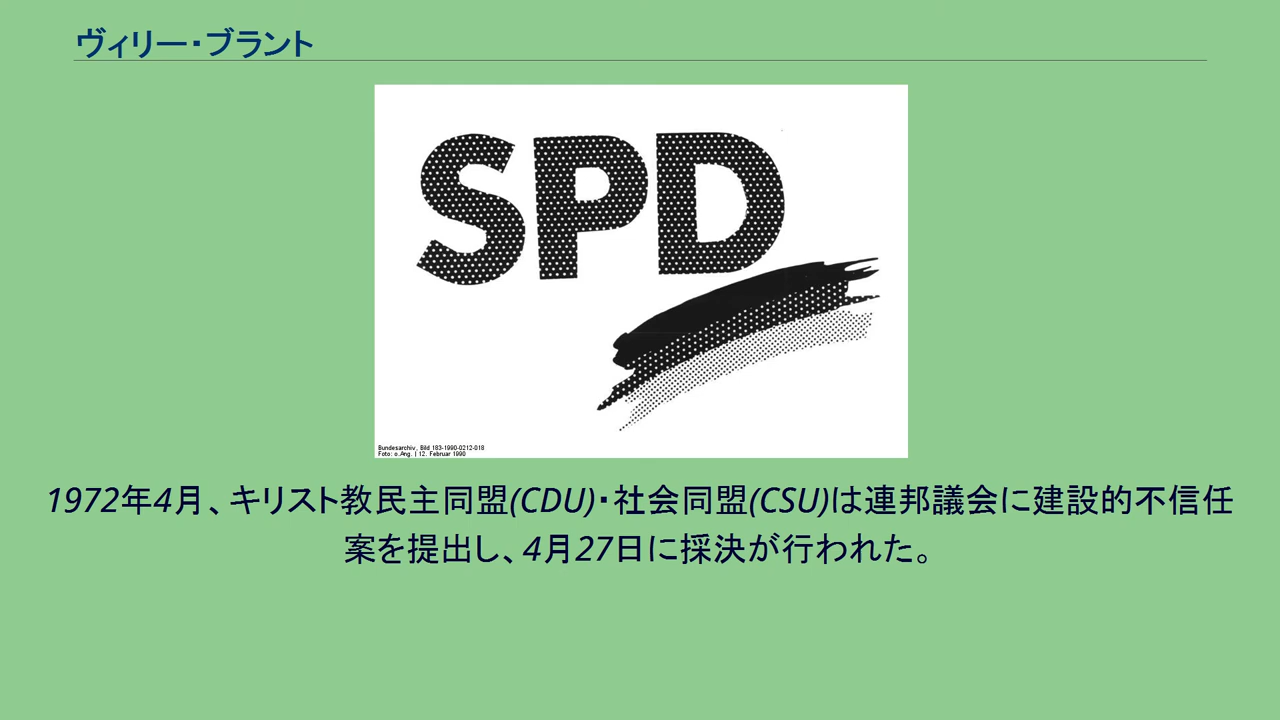 ヴィリー・ブラント
SPD
Bundesarchiv, Bild 183-1990-0212-018
Foto: o.Ang. | 12. Februar 1990
1972年4月、キリスト教民主同盟(CDU)・社会同盟(CSU)は連邦議会に建設的不信任
案を提出し、4月27日に採決が行われた。